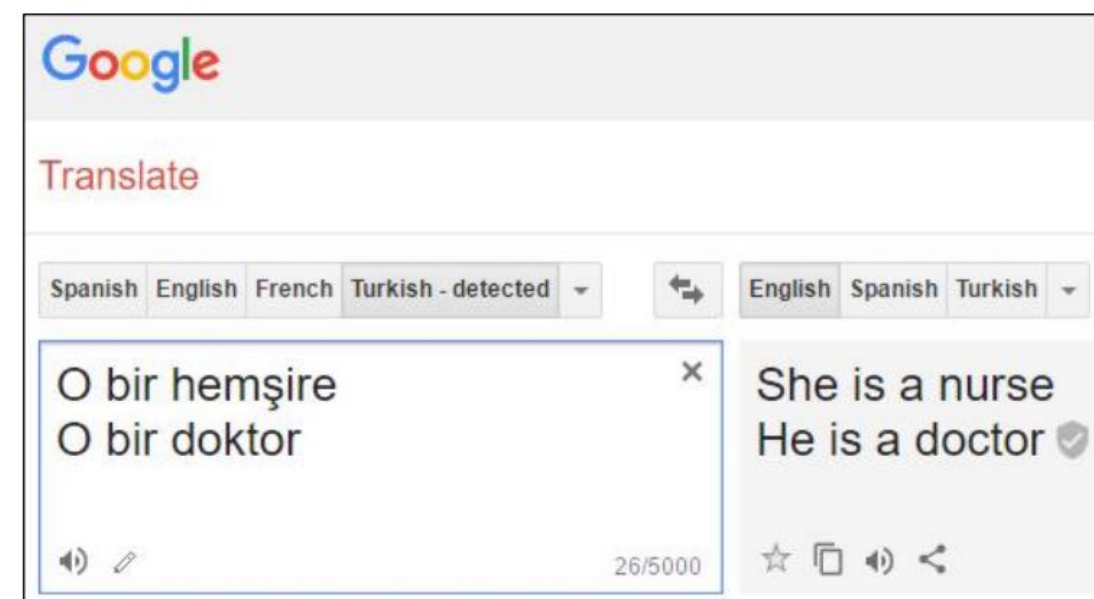 Google
Translate
Spanish English French Turkish - detected English Spanish Turkish
O bir hemşire
O bir doktor
26/5000
She is a nurse
He is a doctor